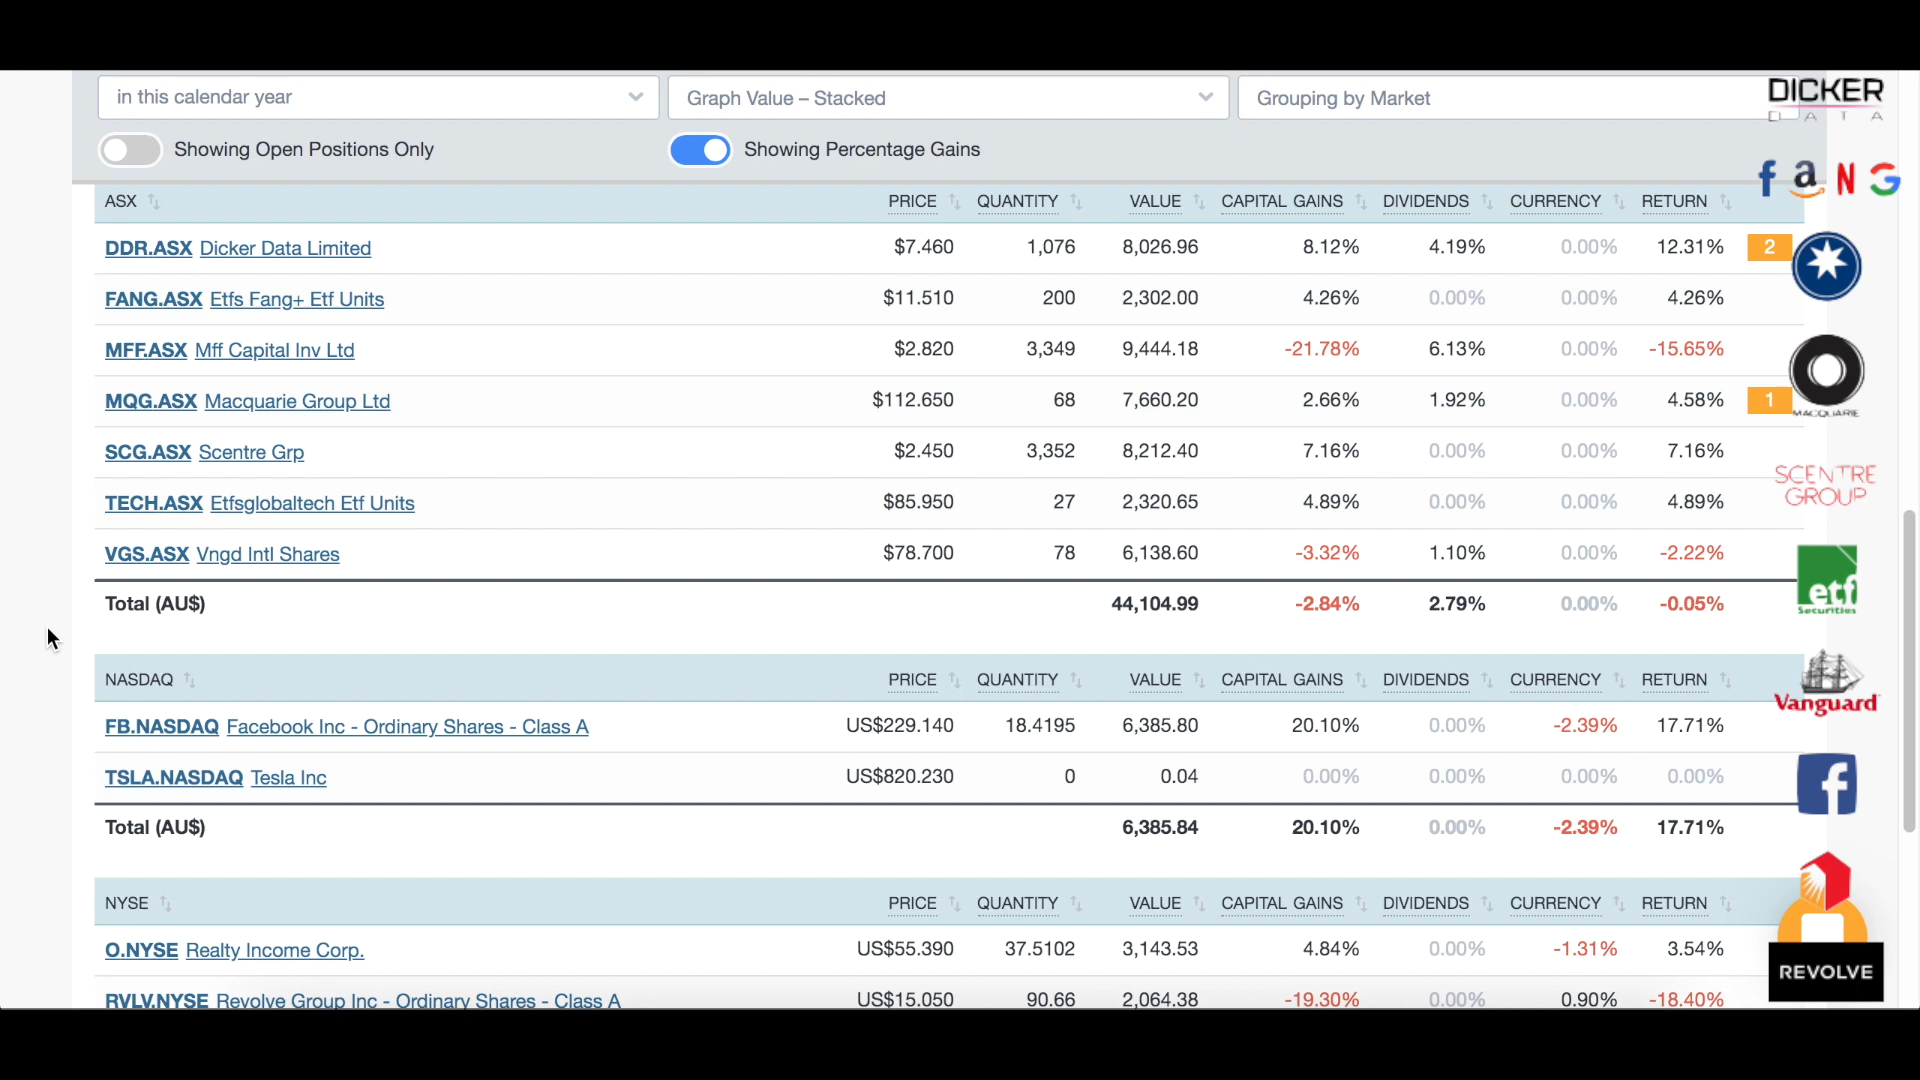 in this calendar year
Graph Value – Stacked
Grouping by Market
DICKER
DATA
Showing Open Positions Only
Showing Percentage Gains
f a N G
ASX PRICE QUANTITY VALUE CAPITAL GAINS DIVIDENDS CURRENCY RETURN
DDR.ASX Dicker Data Limited $7.460 1,076 8,026.96 8.12% 4.19% 0.00% 12.31% 2
FANG.ASX Etfs Fang+ Etf Units $11.510 200 2,302.00 4.26% 0.00% 0.00% 4.26%
MFF.ASX Mff Capital Inv Ltd $2.820 3,349 9,444.18 -21.78% 6.13% 0.00% -15.65%
MQG.ASX Macquarie Group Ltd $112.650 68 7,660.20 2.66% 1.92% 0.00% 4.58% 1
MACQUARIE
SCG.ASX Scentre Grp $2.450 3,352 8,212.40 7.16% 0.00% 0.00% 7.16%
SCENTRE
GROUP
TECH.ASX Etfsglobaltech Etf Units $85.950 27 2,320.65 4.89% 0.00% 0.00% 4.89%
VGS.ASX Vngd Intl Shares $78.700 78 6,138.60 -3.32% 1.10% 0.00% -2.22%
etf
Securities
Total (AU$) 44,104.99 -2.84% 2.79% 0.00% -0.05%
NASDAQ PRICE QUANTITY VALUE CAPITAL GAINS DIVIDENDS CURRENCY RETURN
Vanguard
FB.NASDAQ Facebook Inc - Ordinary Shares - Class A US$229.140 18.4195 6,385.80 20.10% 0.00% -2.39% 17.71%
TSLA.NASDAQ Tesla Inc US$820.230 0 0.04 0.00% 0.00% 0.00% 0.00%
f
Total (AU$) 6,385.84 20.10% 0.00% -2.39% 17.71%
NYSE PRICE QUANTITY VALUE CAPITAL GAINS DIVIDENDS CURRENCY RETURN
O.NYSE Realty Income Corp. US$55.390 37.5102 3,143.53 4.84% 0.00% -1.31% 3.54%
REVOLVE
RVLV.NYSE Revolve Group Inc - Ordinary Shares - Class A US$15.050 90.66 2,064.38 -19.30% 0.00% 0.90% -18.40%